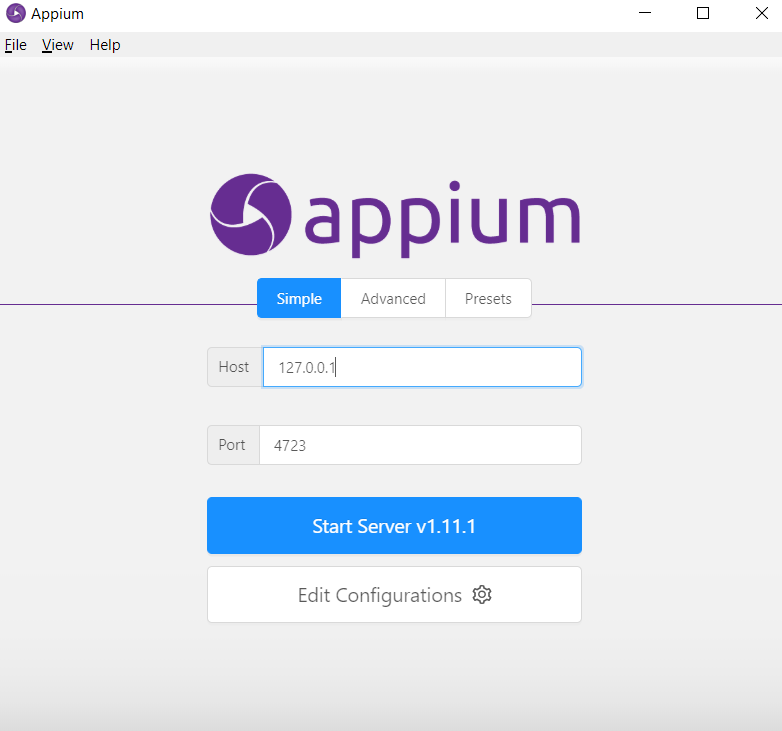 Appium
File View Help
appium
Simple Advanced Presets
Host 127.0.0.1
Port 4723
Start Server v1.11.1
Edit Configurations